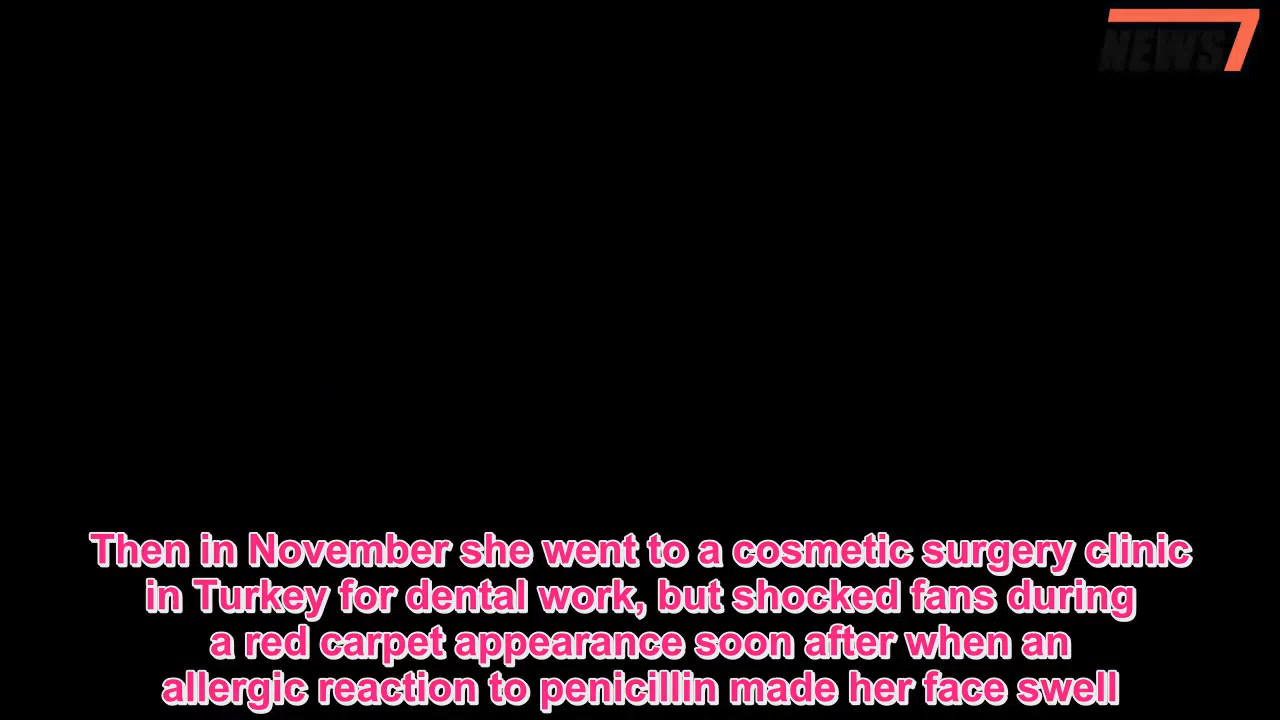 NEWS7
Then in November she went to a cosmetic surgery clinic
in Turkey for dental work, but shocked fans during
a red carpet appearance soon after when an
allergic reaction to penicillin made her face swell